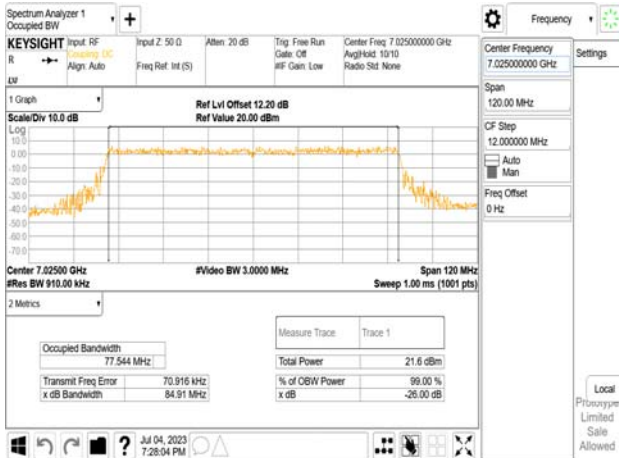 Spectrum Analyzer 1
Occupied BW
Frequency
KEYSIGHT Input: RF Input Z: 50 Ω Atten: 20 dB Trig: Free Run Center Freq: 7.025000000 GHz
R Coupling: DC Gate: Off Avg|Hold: 10/10
Align: Auto Freq Ref: Int (S) #IF Gain: Low Radio Std: None
LXI
Center Frequency
7.025000000 GHz
Settings
Span
120.00 MHz
CF Step
12.000000 MHz
Auto
Man
Freq Offset
0 Hz
1 Graph
Ref Lvl Offset 12.20 dB
Scale/Div 10.0 dB Ref Value 20.00 dBm
Log
10.0
0.00
-10.0
-20.0
-30.0
-40.0
-50.0
-60.0
-70.0
Center 7.02500 GHz #Video BW 3.0000 MHz Span 120 MHz
#Res BW 910.00 kHz Sweep 1.00 ms (1001 pts)
2 Metrics
Measure Trace Trace 1
Occupied Bandwidth
77.544 MHz
Total Power 21.6 dBm
Transmit Freq Error 70.916 kHz % of OBW Power 99.00 %
x dB Bandwidth 84.91 MHz x dB -26.00 dB
Local
Prototype
Limited
Sale
Allowed
Jul 04, 2023
7:28:04 PM
?